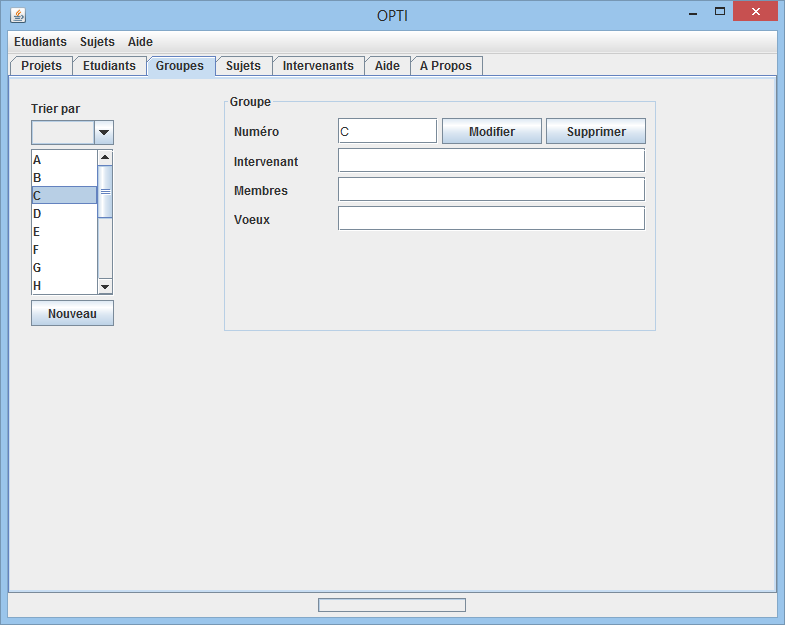 OPTI
Etudiants Sujets Aide
Projets Etudiants Groupes Sujets Intervenants Aide A Propos
Trier par
A
B
C
D
E
F
G
H
Nouveau
Groupe
Numéro C Modifier Supprimer
Intervenant
Membres
Voeux